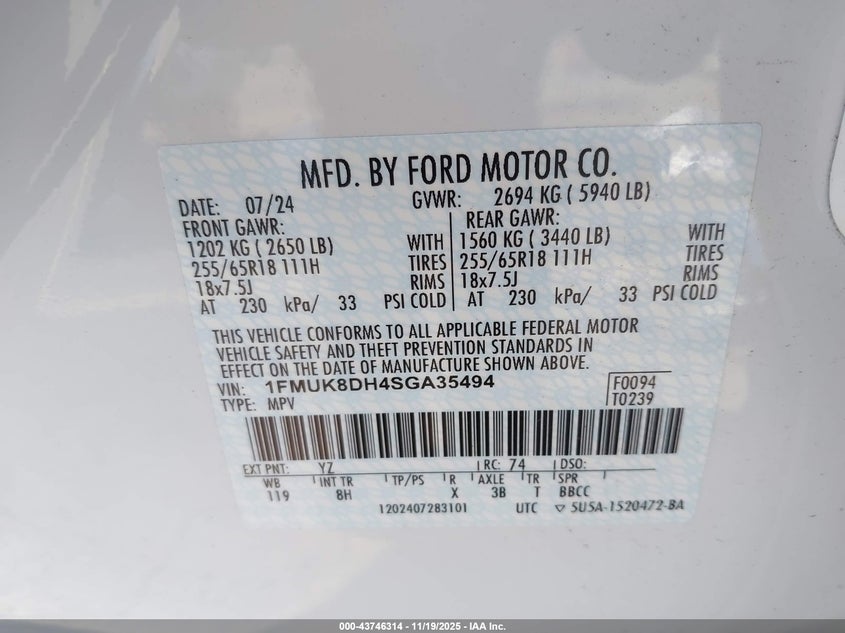 MFD. BY FORD MOTOR CO.
DATE: 07/24 GVWR: 2694 KG ( 5940 LB)
FRONT GAWR: REAR GAWR:
1202 KG ( 2650 LB) WITH 1560 KG ( 3440 LB) WITH
255/65R18 111H TIRES 255/65R18 111H TIRES
18x7.5J RIMS 18x7.5J RIMS
AT 230 kPa/ 33 PSI COLD AT 230 kPa/ 33 PSI COLD
THIS VEHICLE CONFORMS TO ALL APPLICABLE FEDERAL MOTOR
VEHICLE SAFETY AND THEFT PREVENTION STANDARDS IN
EFFECT ON THE DATE OF MANUFACTURE SHOWN ABOVE.
VIN: 1FMUK8DH4SGA35494 F0094
TYPE: MPV T0239
EXT PNT: YZ RC: 74 DSO:
WB INT TR TP/PS R AXLE TR SPR
119 8H X 3B T BBCC
1202407283101 UTC ▽ 5U5A-1520472-BA
000-43746314 - 11/19/2025 - IAA Inc.